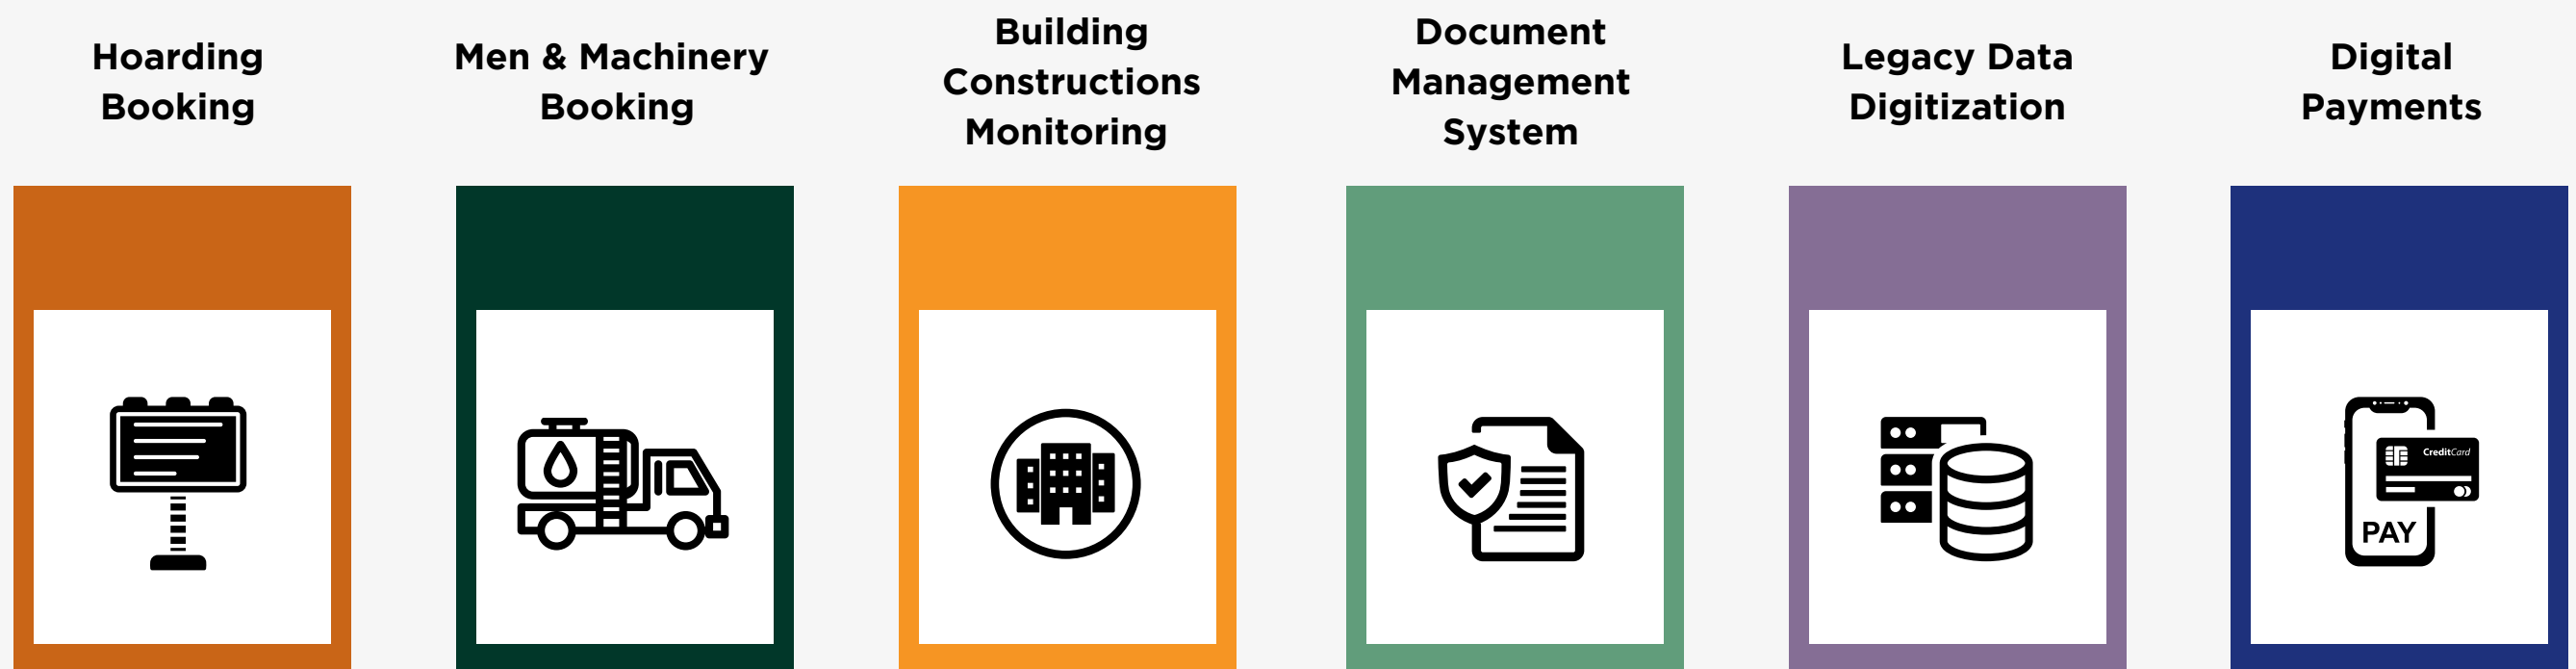 Hoarding
Booking
Men & Machinery
Booking
Building
Constructions
Monitoring
Document
Management
System
Legacy Data
Digitization
Digital
Payments
CreditCard
PAY